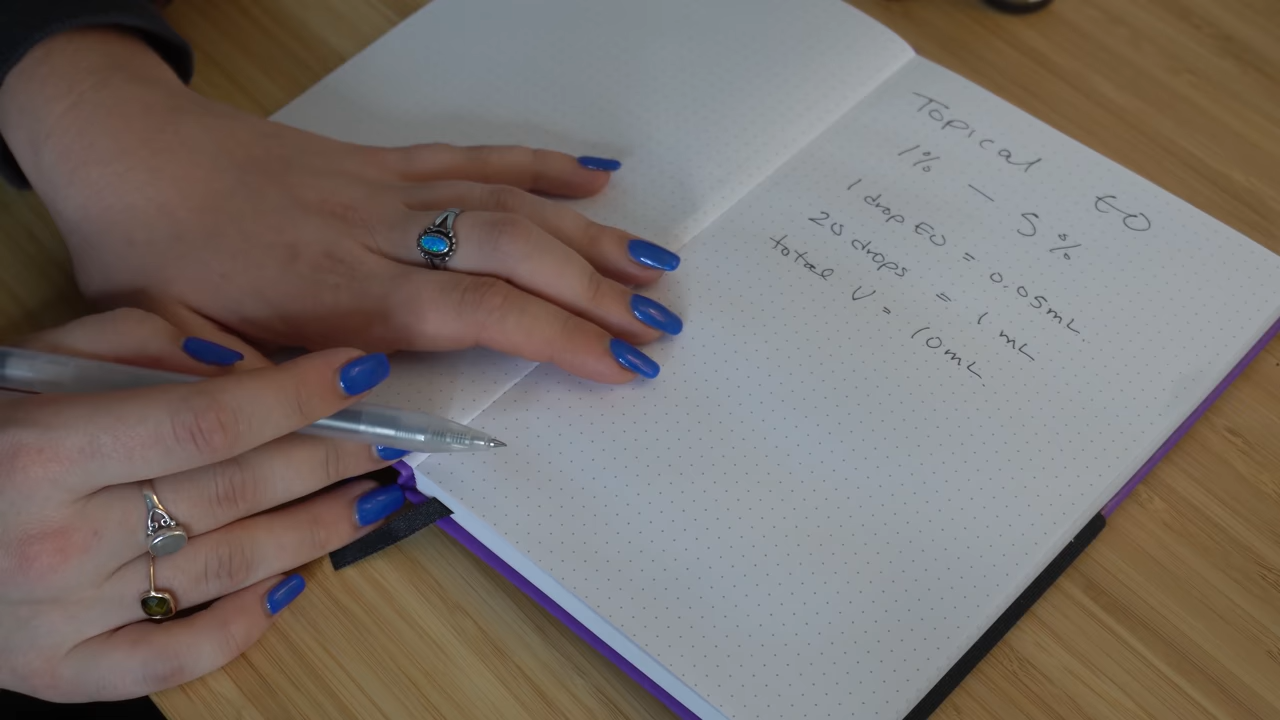 Topical EO
1% — 5%
1 drop EO = 0.05mL
20 drops = 1 mL
total V = 10mL